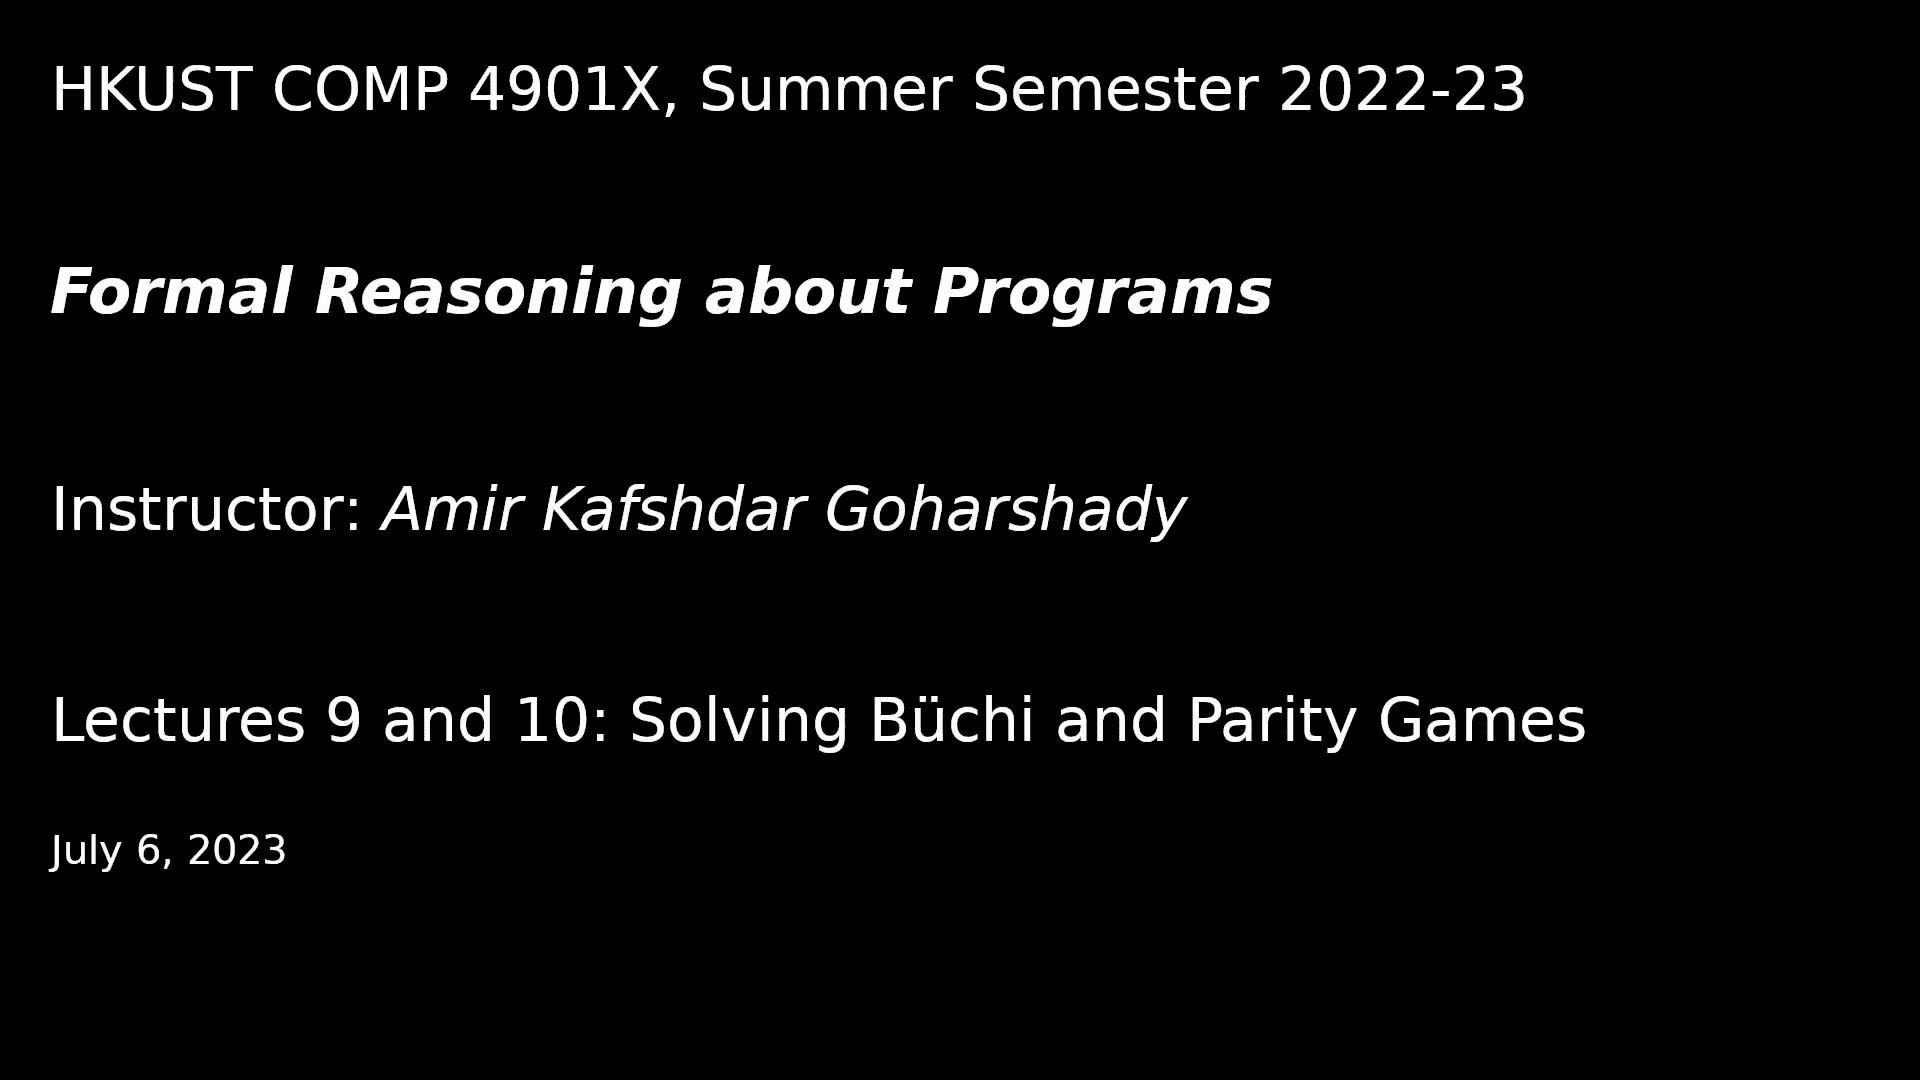 HKUST COMP 4901X, Summer Semester 2022-23
Formal Reasoning about Programs
Instructor: Amir Kafshdar Goharshady
Lectures 9 and 10: Solving Büchi and Parity Games
July 6, 2023